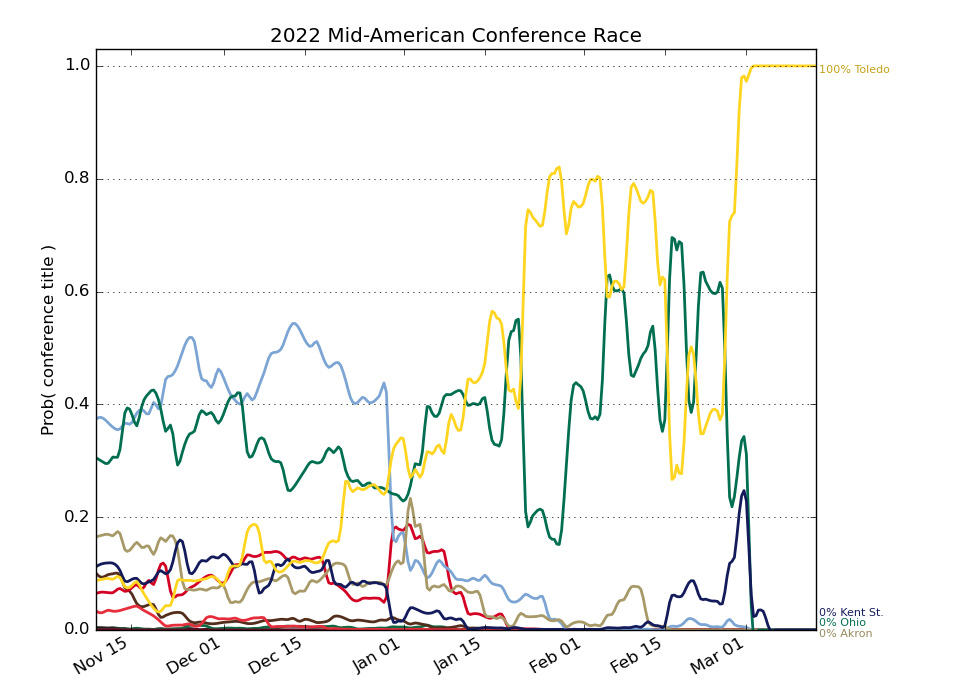 2022 Mid-American Conference Race
Prob( conference title )
1.0
0.8
0.6
0.4
0.2
0.0
Nov 15
Dec 01
Dec 15
Jan 01
Jan 15
Feb 01
Feb 15
Mar 01
100% Toledo
0% Kent St.
0% Ohio
0% Akron